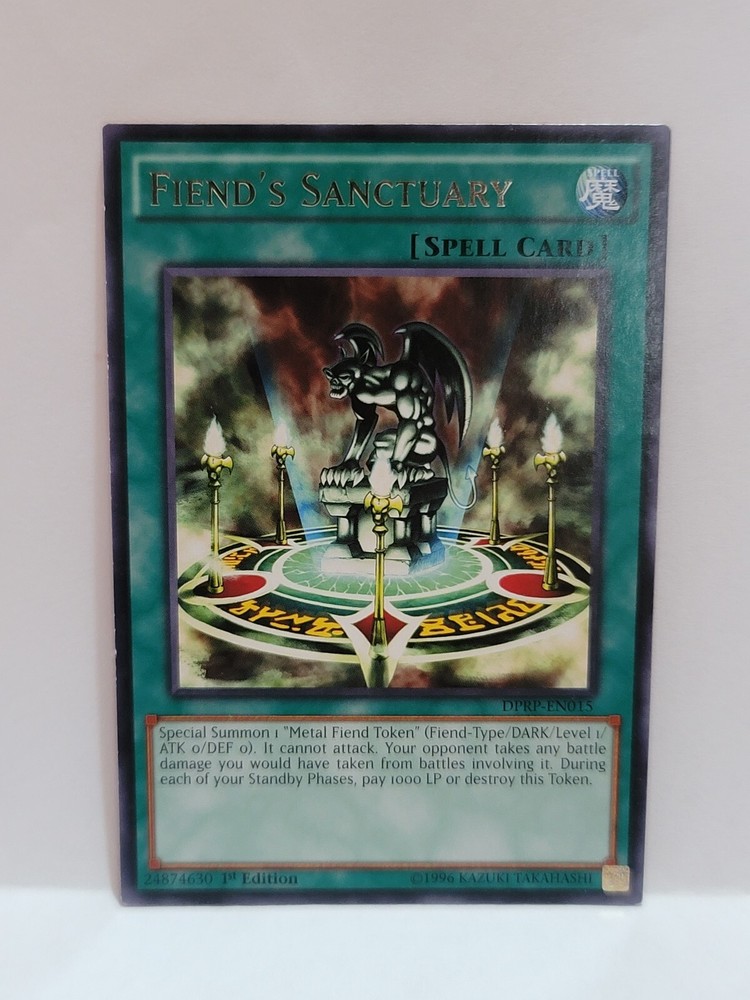 FIEND'S SANCTUARY
SPELL
魔
[SPELL CARD]
DPRP-EN015
Special Summon 1 "Metal Fiend Token" (Fiend-Type/DARK/Level 1/
ATK 0/DEF 0). It cannot attack. Your opponent takes any battle
damage you would have taken from battles involving it. During
each of your Standby Phases, pay 1000 LP or destroy this Token.
24874630 1st Edition ©1996 KAZUKI TAKAHASHI